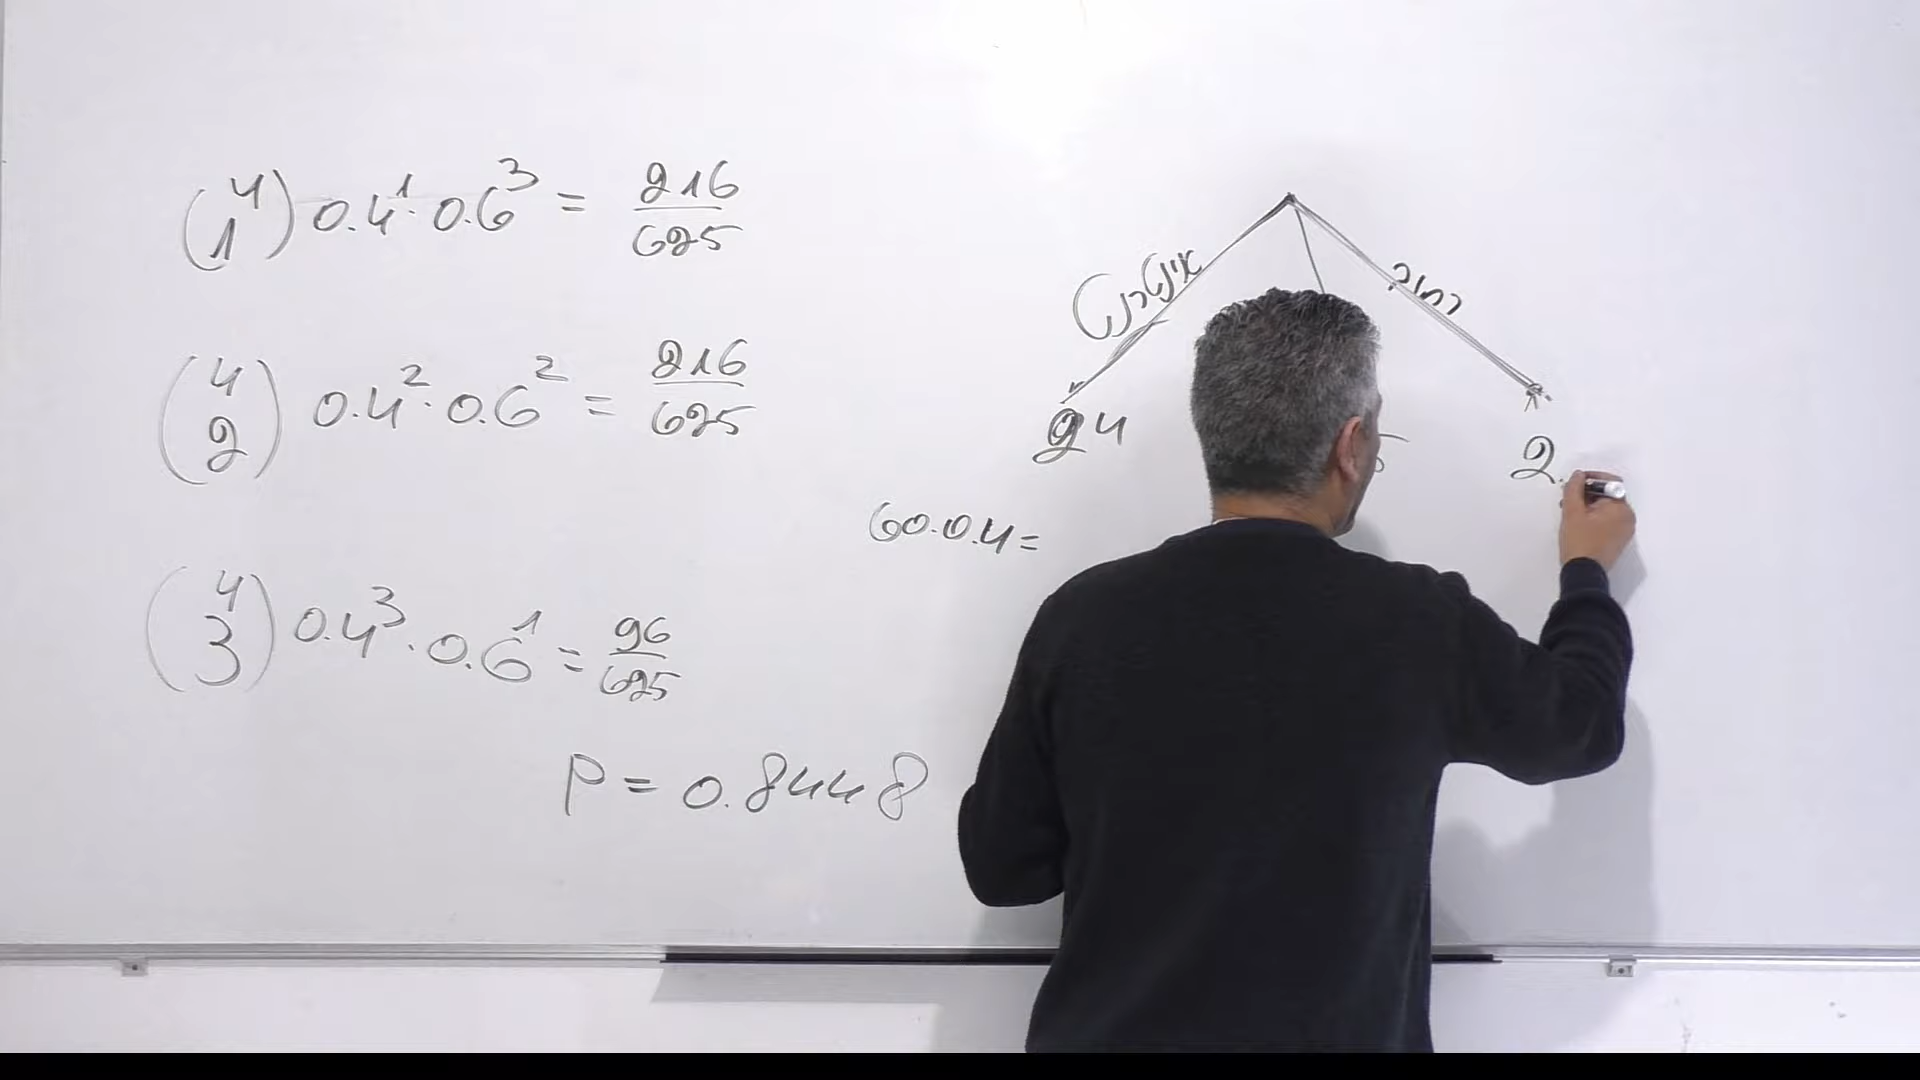 (4 1) 0.4^1 · 0.6^3 = 216/625
(4 2) 0.4^2 · 0.6^2 = 216/625
(4 3) 0.4^3 · 0.6^1 = 96/625
P = 0.8448
24
60·0.4=
2